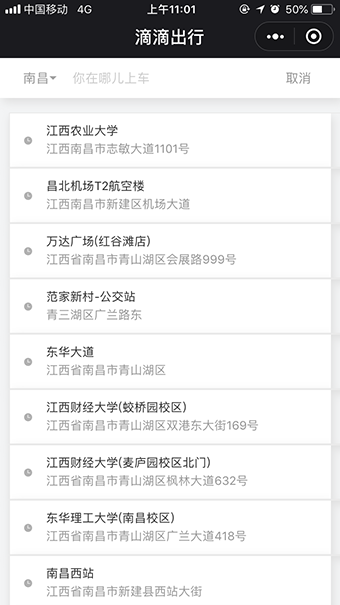 中国移动 4G 上午11:01 50%
滴滴出行
南昌 你在哪儿上车 取消
江西农业大学
江西南昌市志敏大道1101号
昌北机场T2航空楼
江西南昌市新建区机场大道
万达广场(红谷滩店)
江西省南昌市青山湖区会展路999号
范家新村-公交站
青三湖区广兰路东
东华大道
江西省南昌市青山湖区
江西财经大学(蛟桥园校区)
江西省南昌市青山湖区双港东大街169号
江西财经大学(麦庐园校区北门)
江西省南昌市青山湖区枫林大道632号
东华理工大学(南昌校区)
江西省南昌市青山湖区广兰大道418号
南昌西站
江西省南昌市新建县西站大街